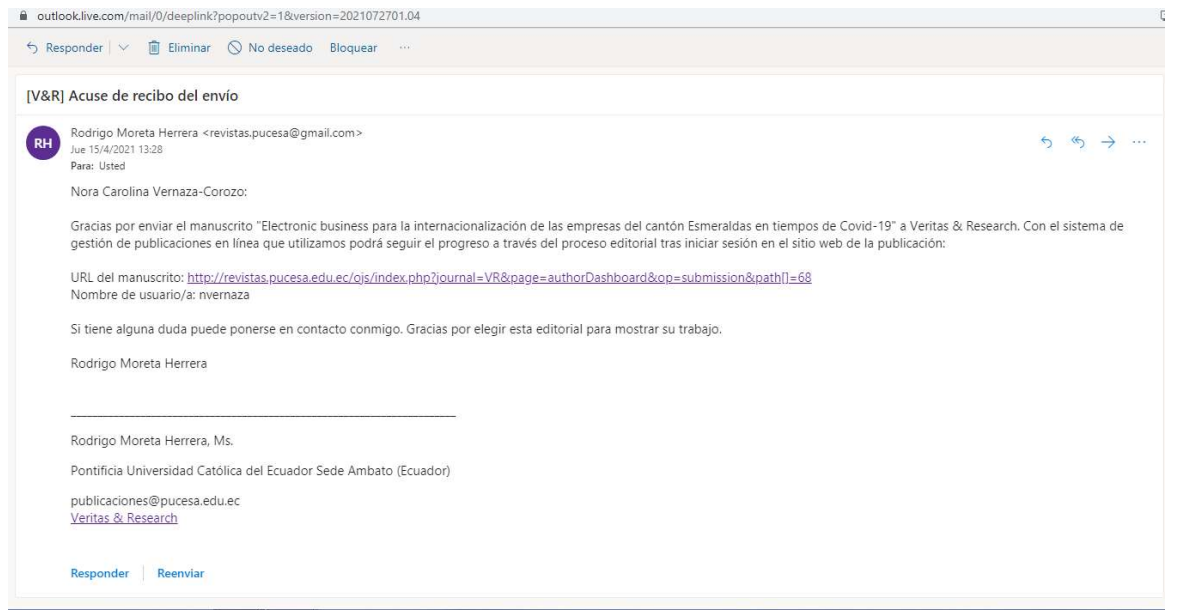 outlook.live.com/mail/0/deeplink?popoutv2=1&version=2021072701.04
Responder Eliminar No deseado Bloquear ...
[V&R] Acuse de recibo del envío
RH
Rodrigo Moreta Herrera <revistas.pucesa@gmail.com>
Jue 15/4/2021 13:28
Para: Usted
Nora Carolina Vernaza-Corozo:
Gracias por enviar el manuscrito "Electronic business para la internacionalización de las empresas del cantón Esmeraldas en tiempos de Covid-19" a Veritas & Research. Con el sistema de
gestión de publicaciones en línea que utilizamos podrá seguir el progreso a través del proceso editorial tras iniciar sesión en el sitio web de la publicación:
URL del manuscrito: http://revistas.pucesa.edu.ec/ojs/index.php?journal=VR&page=authorDashboard&op=submission&path[]=68
Nombre de usuario/a: nvernaza
Si tiene alguna duda puede ponerse en contacto conmigo. Gracias por elegir esta editorial para mostrar su trabajo.
Rodrigo Moreta Herrera
Rodrigo Moreta Herrera, Ms.
Pontificia Universidad Católica del Ecuador Sede Ambato (Ecuador)
publicaciones@pucesa.edu.ec
Veritas & Research
Responder Reenviar